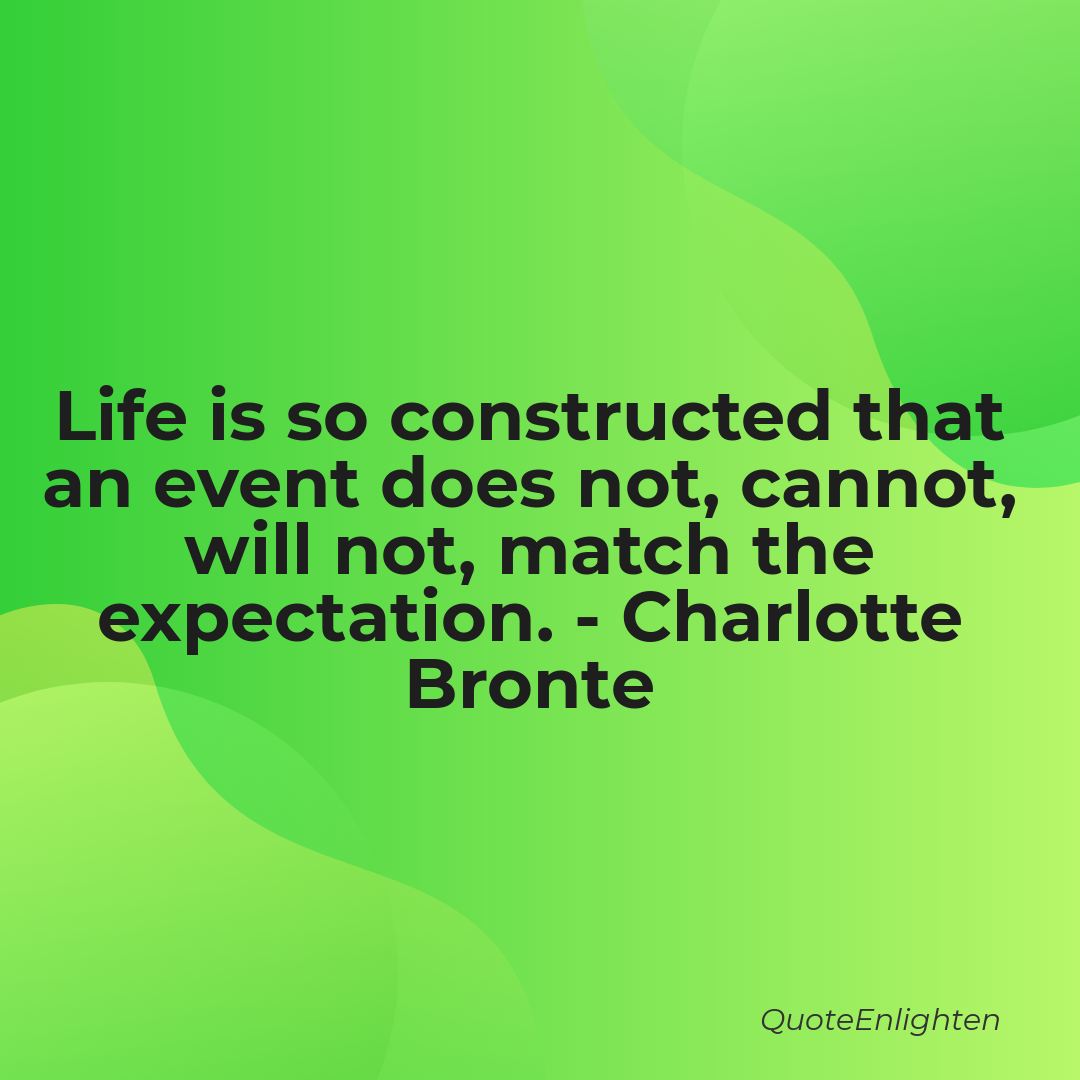 Life is so constructed that
an event does not, cannot,
will not, match the
expectation. - Charlotte
Bronte
QuoteEnlighten